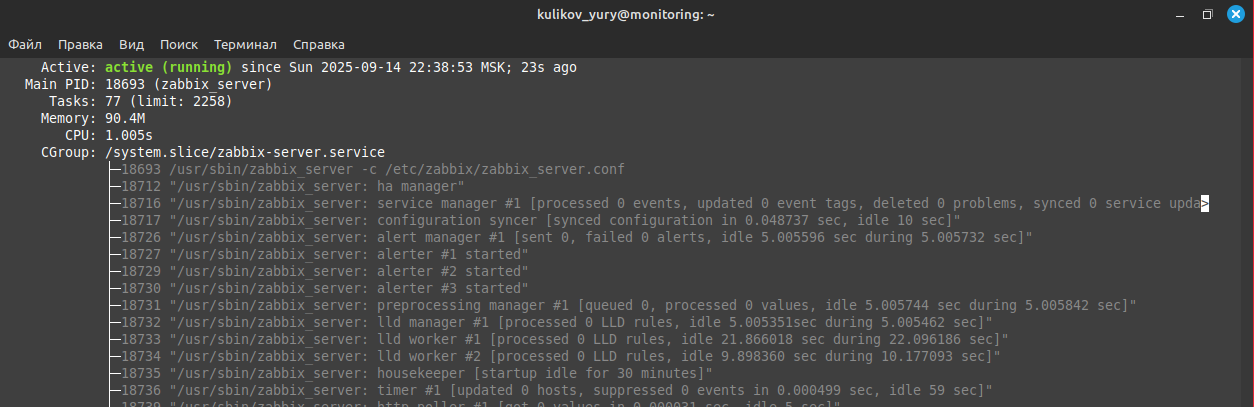 kulikov_yury@monitoring: ~
Файл Правка Вид Поиск Терминал Справка
Active: active (running) since Sun 2025-09-14 22:38:53 MSK; 23s ago
Main PID: 18693 (zabbix_server)
Tasks: 77 (limit: 2258)
Memory: 90.4M
CPU: 1.005s
CGroup: /system.slice/zabbix-server.service
├─18693 /usr/sbin/zabbix_server -c /etc/zabbix/zabbix_server.conf
├─18712 "/usr/sbin/zabbix_server: ha manager"
├─18716 "/usr/sbin/zabbix_server: service manager #1 [processed 0 events, updated 0 event tags, deleted 0 problems, synced 0 service upda>
├─18717 "/usr/sbin/zabbix_server: configuration syncer [synced configuration in 0.048737 sec, idle 10 sec]"
├─18726 "/usr/sbin/zabbix_server: alert manager #1 [sent 0, failed 0 alerts, idle 5.005596 sec during 5.005732 sec]"
├─18727 "/usr/sbin/zabbix_server: alerter #1 started"
├─18729 "/usr/sbin/zabbix_server: alerter #2 started"
├─18730 "/usr/sbin/zabbix_server: alerter #3 started"
├─18731 "/usr/sbin/zabbix_server: preprocessing manager #1 [queued 0, processed 0 values, idle 5.005744 sec during 5.005842 sec]"
├─18732 "/usr/sbin/zabbix_server: lld manager #1 [processed 0 LLD rules, idle 5.005351sec during 5.005462 sec]"
├─18733 "/usr/sbin/zabbix_server: lld worker #1 [processed 0 LLD rules, idle 21.866018 sec during 22.096186 sec]"
├─18734 "/usr/sbin/zabbix_server: lld worker #2 [processed 0 LLD rules, idle 9.898360 sec during 10.177093 sec]"
├─18735 "/usr/sbin/zabbix_server: housekeeper [startup idle for 30 minutes]"
├─18736 "/usr/sbin/zabbix_server: timer #1 [updated 0 hosts, suppressed 0 events in 0.000499 sec, idle 59 sec]"
├─18739 "/usr/sbin/zabbix_server: http poller #1 [got 0 values in 0.000031 sec, idle 5 sec]"